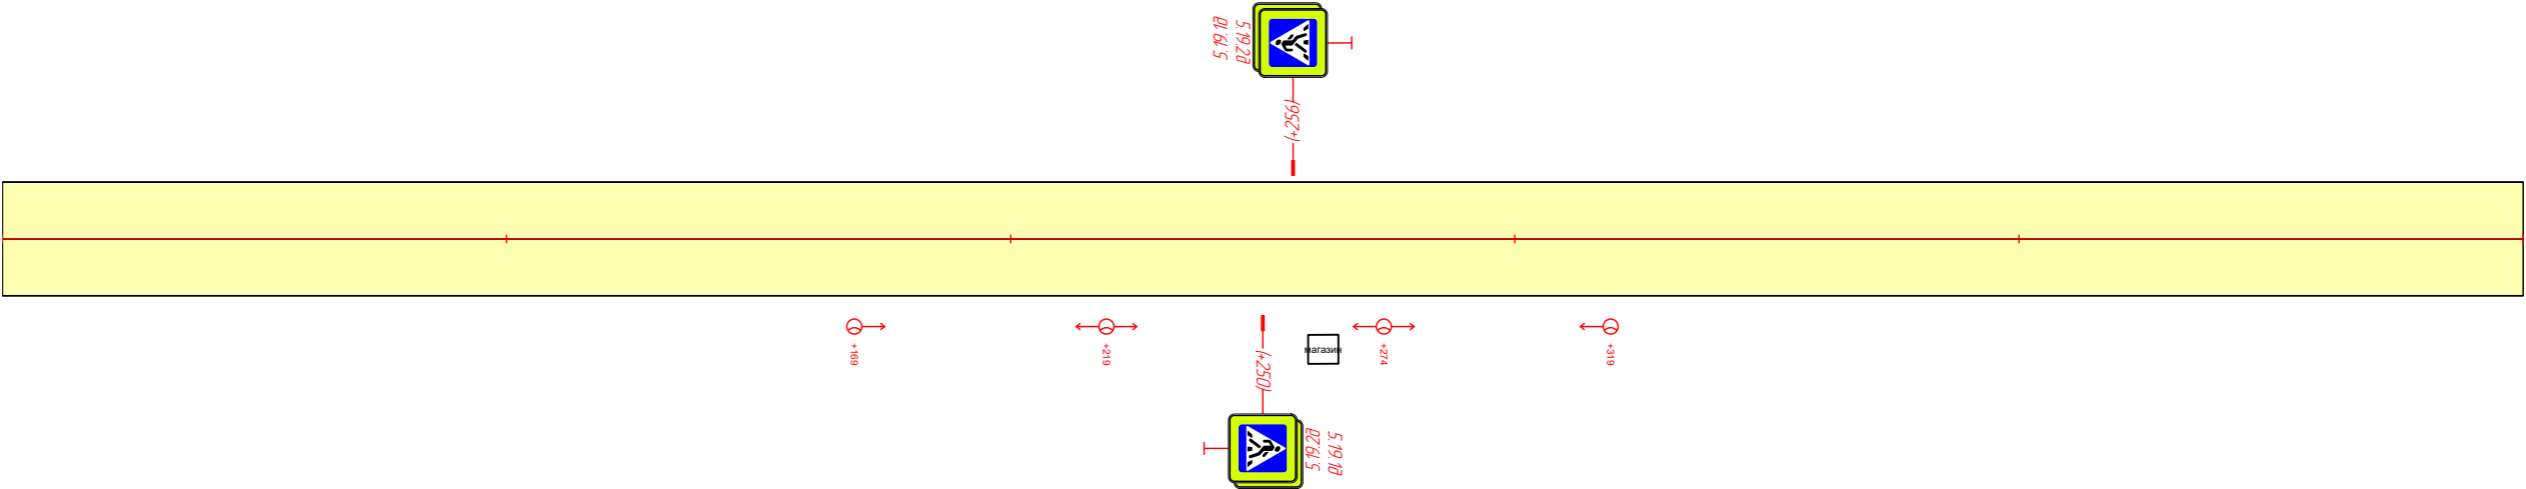 5.19.2д
5.19.1д
(+256)
+169
+219
(+250)
магазин
+274
+319
5.19.1д
5.19.2д